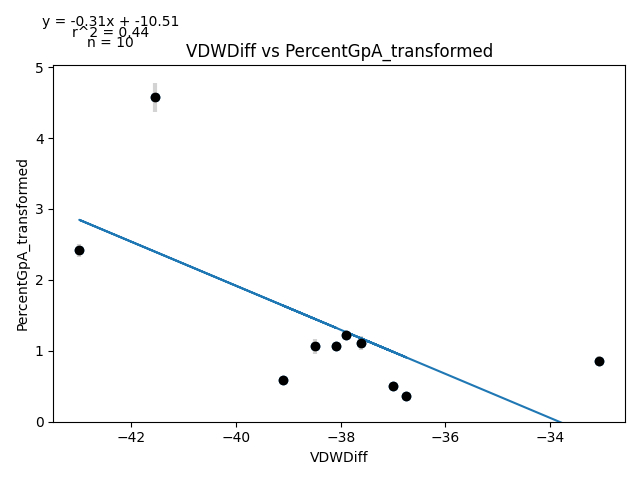 y = -0.31x + -10.51
r^2 = 0.44
n = 10
VDWDiff vs PercentGpA_transformed
5
4
3
2
1
0
PercentGpA_transformed
−42
−40
−38
−36
−34
VDWDiff